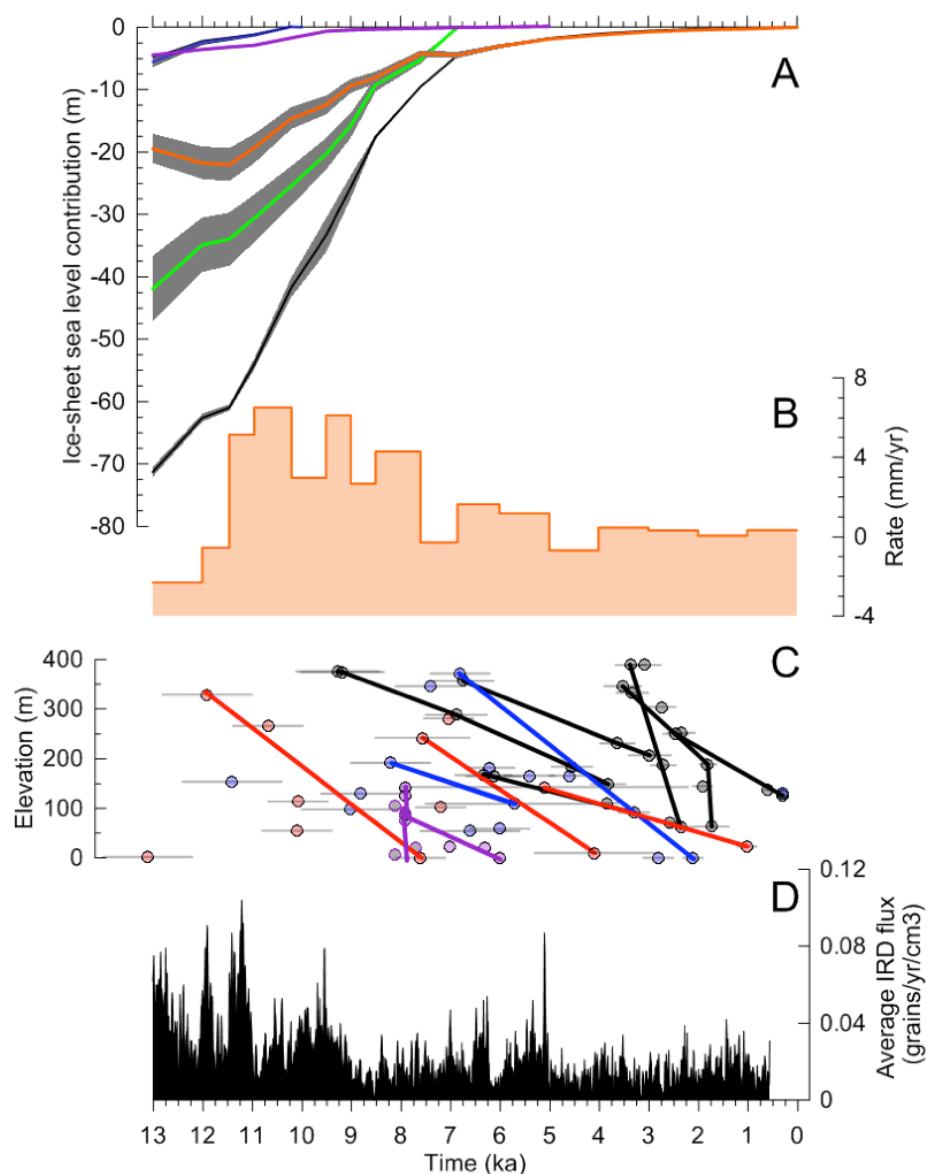 0
-10
-20
-30
-40
-50
-60
-70
-80
Ice-sheet sea level contribution (m)
A
B
8
4
0
-4
Rate (mm/yr)
C
400
300
200
100
0
Elevation (m)
D
0.12
0.08
0.04
0
Average IRD flux
(grains/yr/cm3)
13 12 11 10 9 8 7 6 5 4 3 2 1 0
Time (ka)